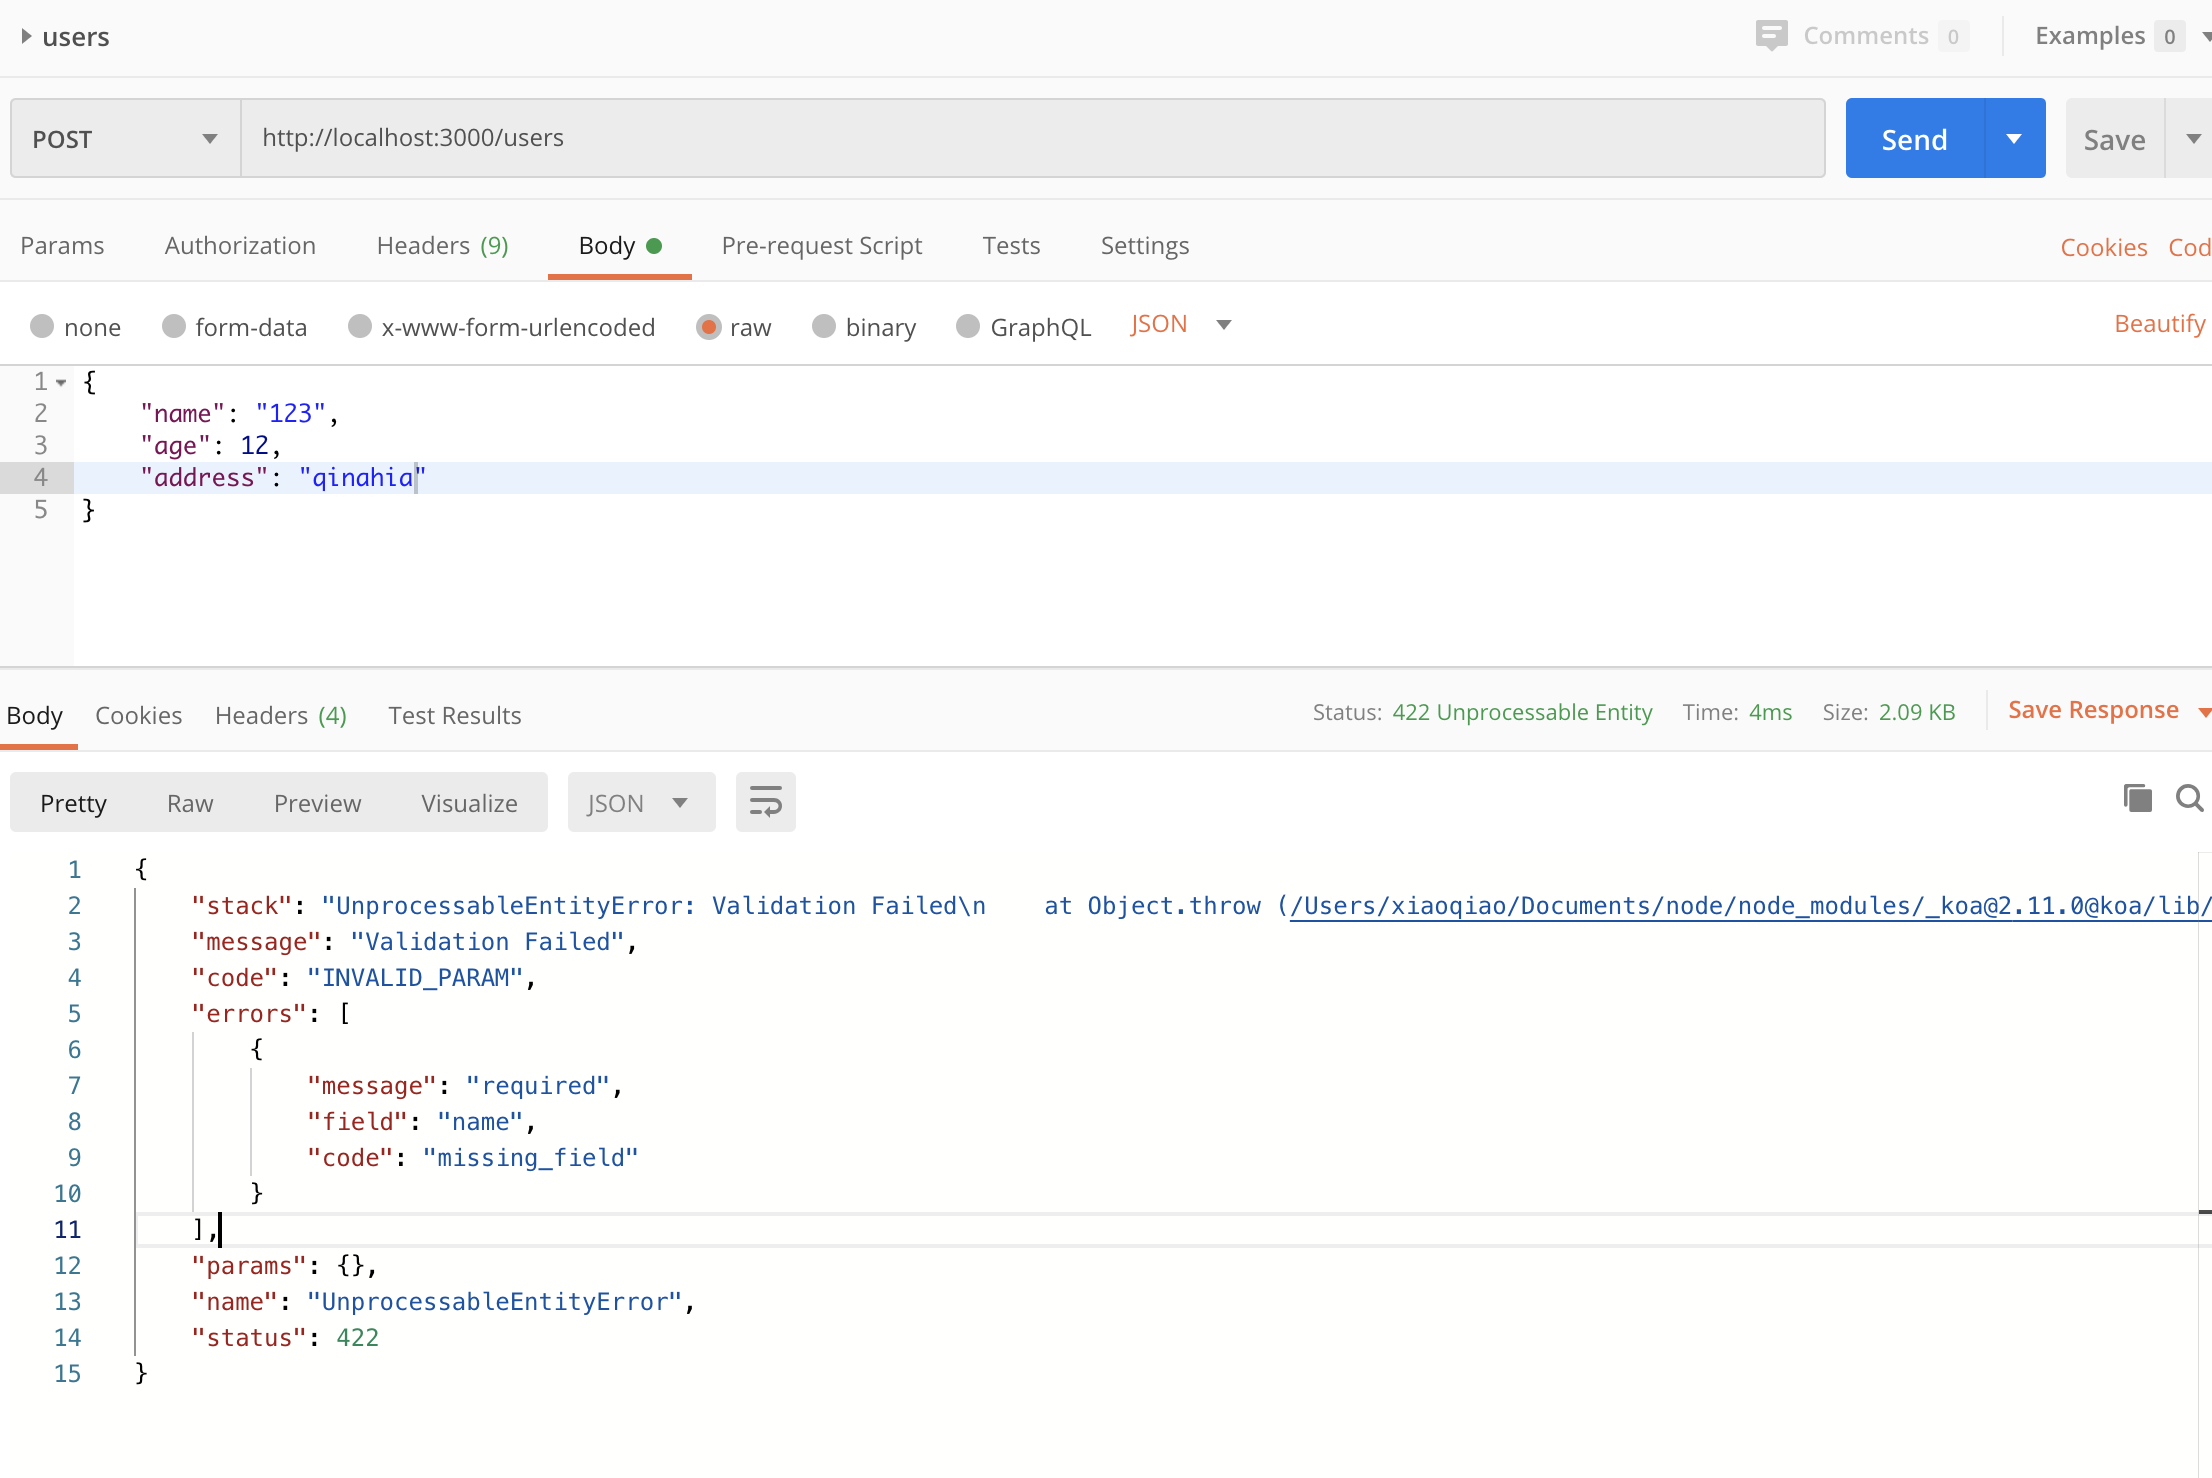 users
Comments 0
Examples 0
POST
http://localhost:3000/users
Send
Save
Params Authorization Headers (9) Body Pre-request Script Tests Settings
Cookies Cod
none form-data x-www-form-urlencoded raw binary GraphQL JSON
Beautify
1 {
2 "name": "123",
3 "age": 12,
4 "address": "qinahia"
5 }
Body Cookies Headers (4) Test Results
Status: 422 Unprocessable Entity Time: 4ms Size: 2.09 KB Save Response
Pretty Raw Preview Visualize JSON
1 {
2 "stack": "UnprocessableEntityError: Validation Failed\n    at Object.throw (/Users/xiaoqiao/Documents/node/node_modules/_koa@2.11.0@koa/lib/
3 "message": "Validation Failed",
4 "code": "INVALID_PARAM",
5 "errors": [
6 {
7 "message": "required",
8 "field": "name",
9 "code": "missing_field"
10 }
11 ],
12 "params": {},
13 "name": "UnprocessableEntityError",
14 "status": 422
15 }